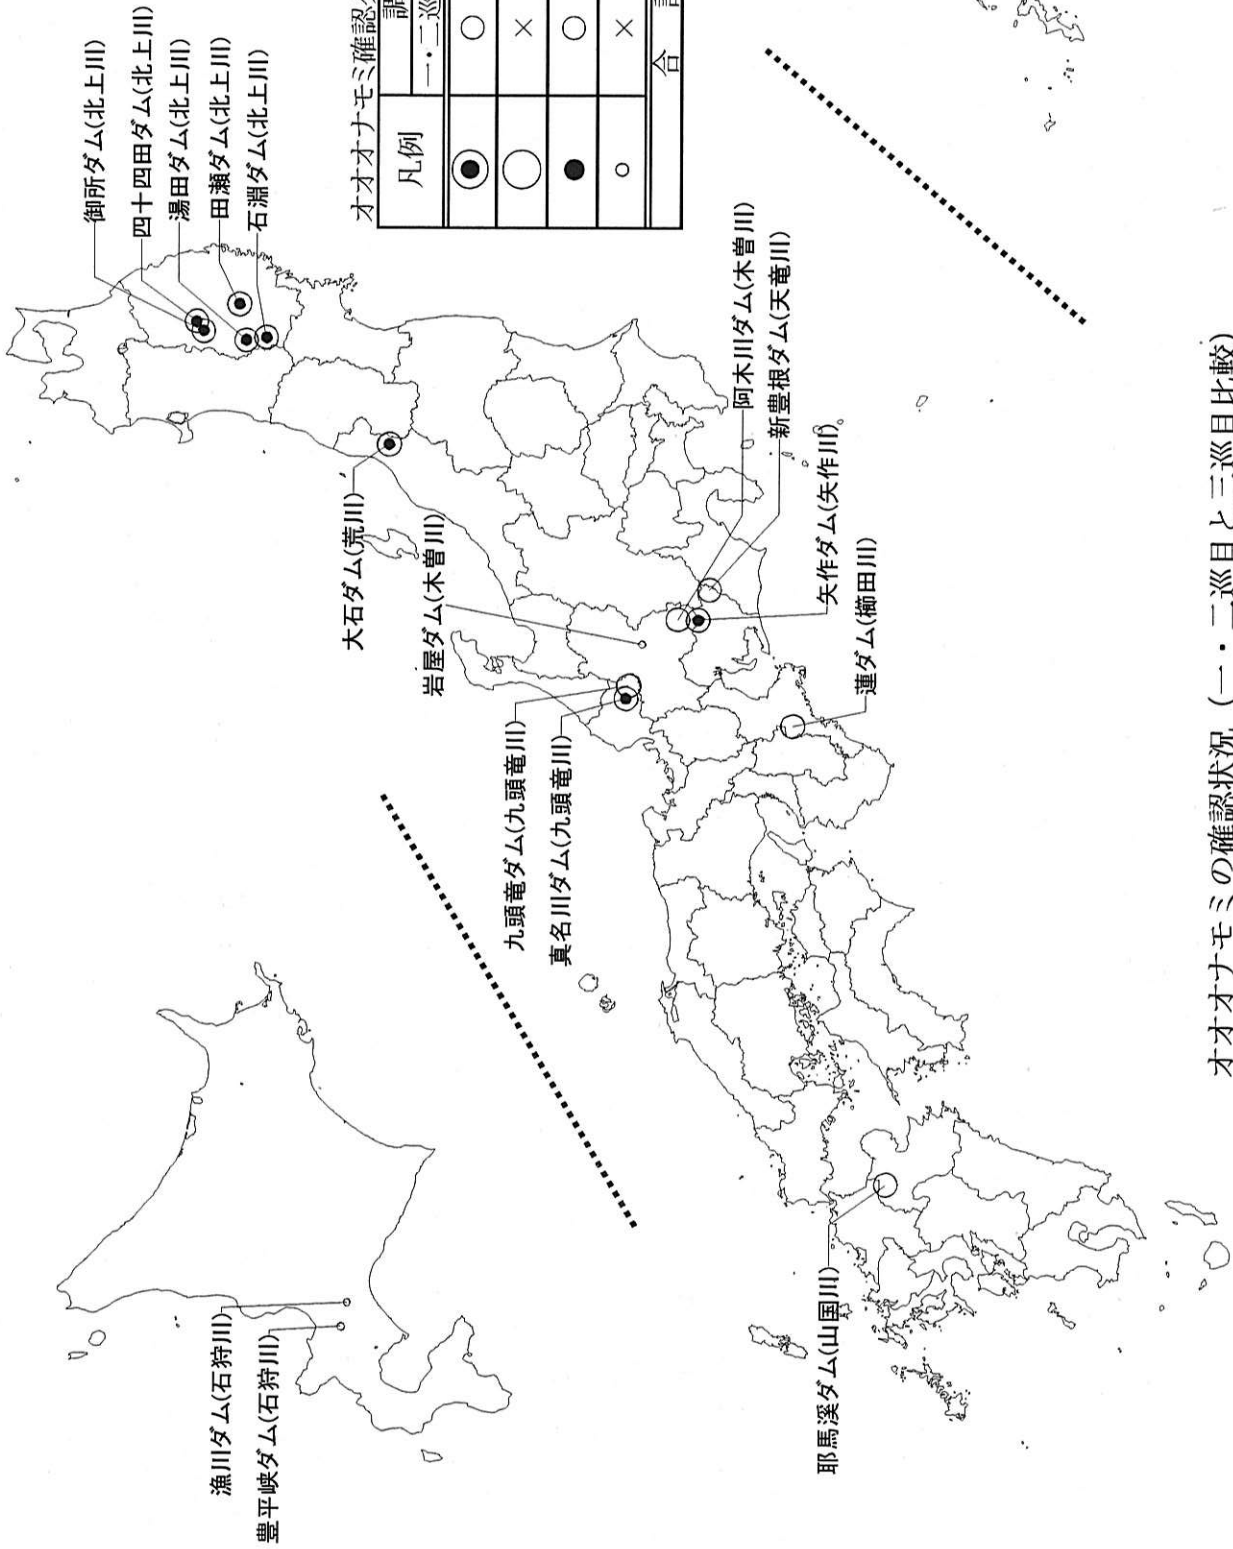 御所ダム(北上川)
四十四田ダム(北上川)
湯田ダム(北上川)
田瀬ダム(北上川)
石淵ダム(北上川)
オオオナモミ確認
凡例
調
一・二巡
○
×
○
×
合
計
大石ダム(荒川)
岩屋ダム(木曽川)
九頭竜ダム(九頭竜川)
真名川ダム(九頭竜川)
阿木川ダム(木曽川)
新豊根ダム(天竜川)
矢作ダム(矢作川)
蓮ダム(櫛田川)
漁川ダム(石狩川)
豊平峡ダム(石狩川)
耶馬溪ダム(山国川)
オオオナモミの確認状況 (一・二巡目と三巡目比較)